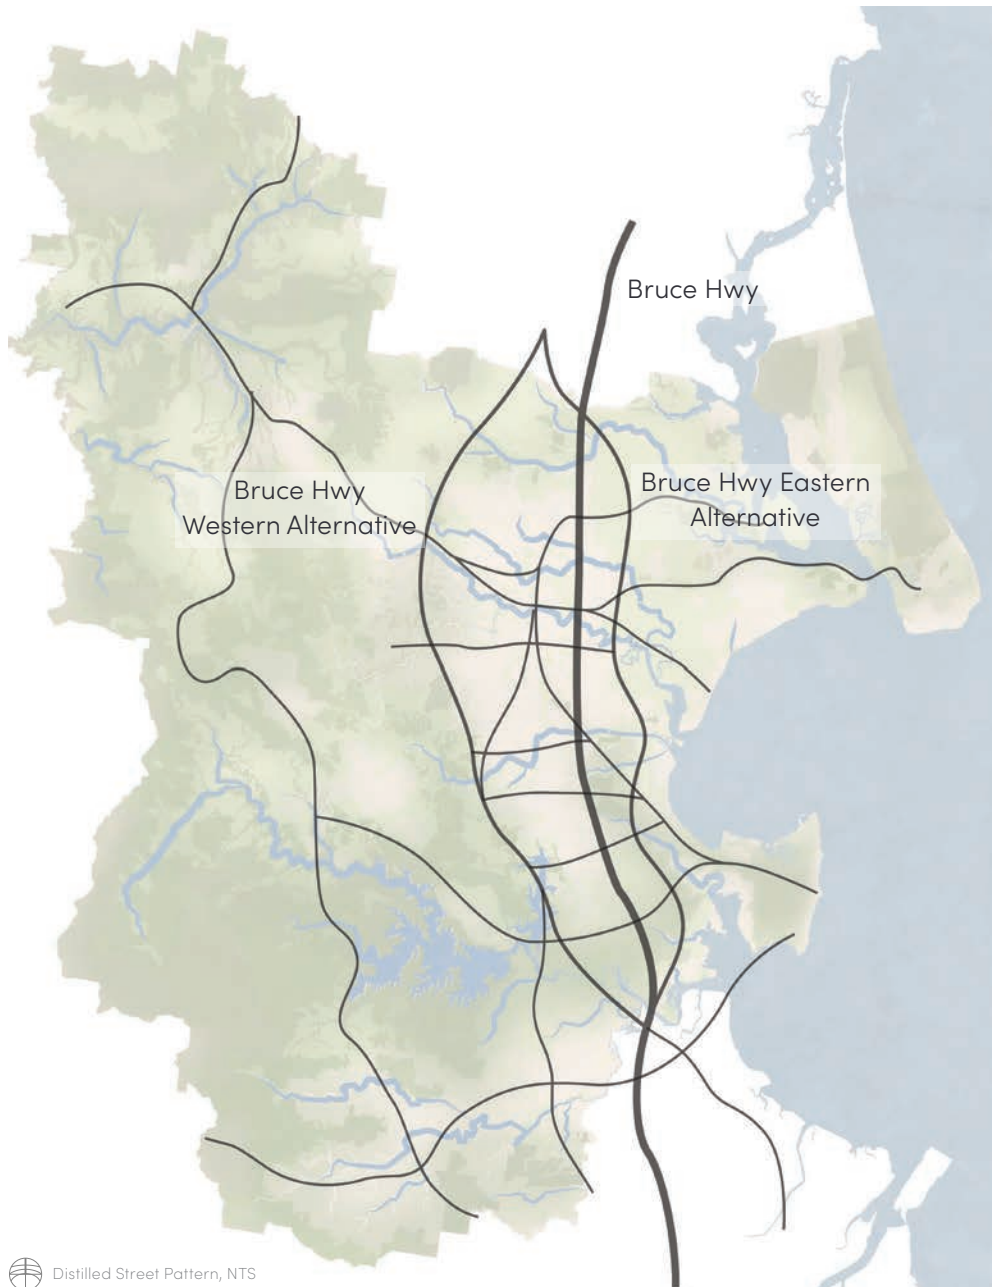 Bruce Hwy
Bruce Hwy Eastern
Alternative
Bruce Hwy
Western Alternative
Distilled Street Pattern, NTS